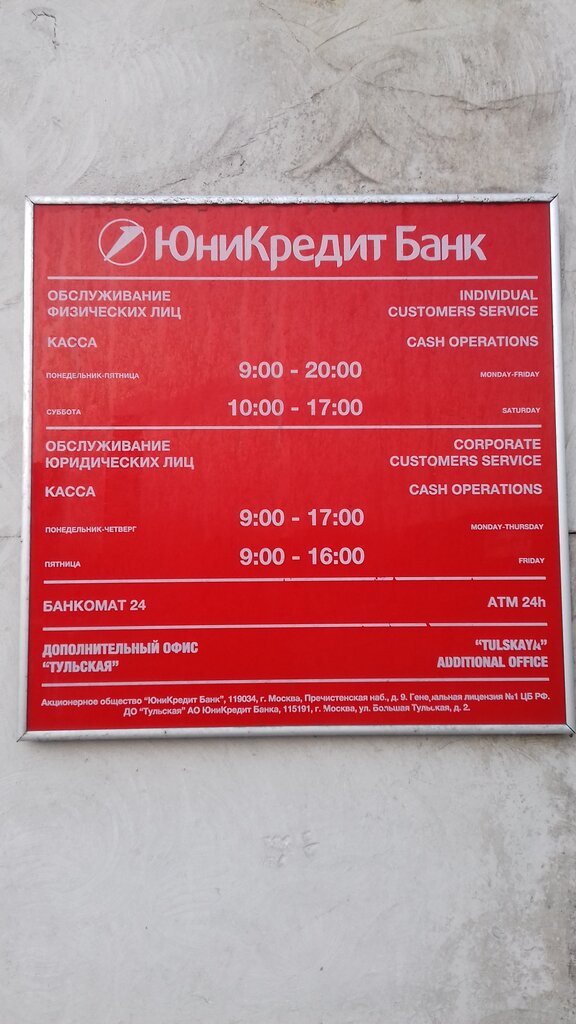 ЮниКредит Банк
ОБСЛУЖИВАНИЕ INDIVIDUAL
ФИЗИЧЕСКИХ ЛИЦ CUSTOMERS SERVICE
КАССА CASH OPERATIONS
ПОНЕДЕЛЬНИК-ПЯТНИЦА 9:00 - 20:00 MONDAY-FRIDAY
СУББОТА 10:00 - 17:00 SATURDAY
ОБСЛУЖИВАНИЕ CORPORATE
ЮРИДИЧЕСКИХ ЛИЦ CUSTOMERS SERVICE
КАССА CASH OPERATIONS
ПОНЕДЕЛЬНИК-ЧЕТВЕРГ 9:00 - 17:00 MONDAY-THURSDAY
ПЯТНИЦА 9:00 - 16:00 FRIDAY
БАНКОМАТ 24 ATM 24h
ДОПОЛНИТЕЛЬНЫЙ ОФИС "TULSKAYA"
"ТУЛЬСКАЯ" ADDITIONAL OFFICE
Акционерное общество "ЮниКредит Банк", 119034, г. Москва, Пречистенская наб., д. 9. Генеральная лицензия №1 ЦБ РФ.
ДО "Тульская" АО ЮниКредит Банка, 115191, г. Москва, ул. Большая Тульская, д. 2.